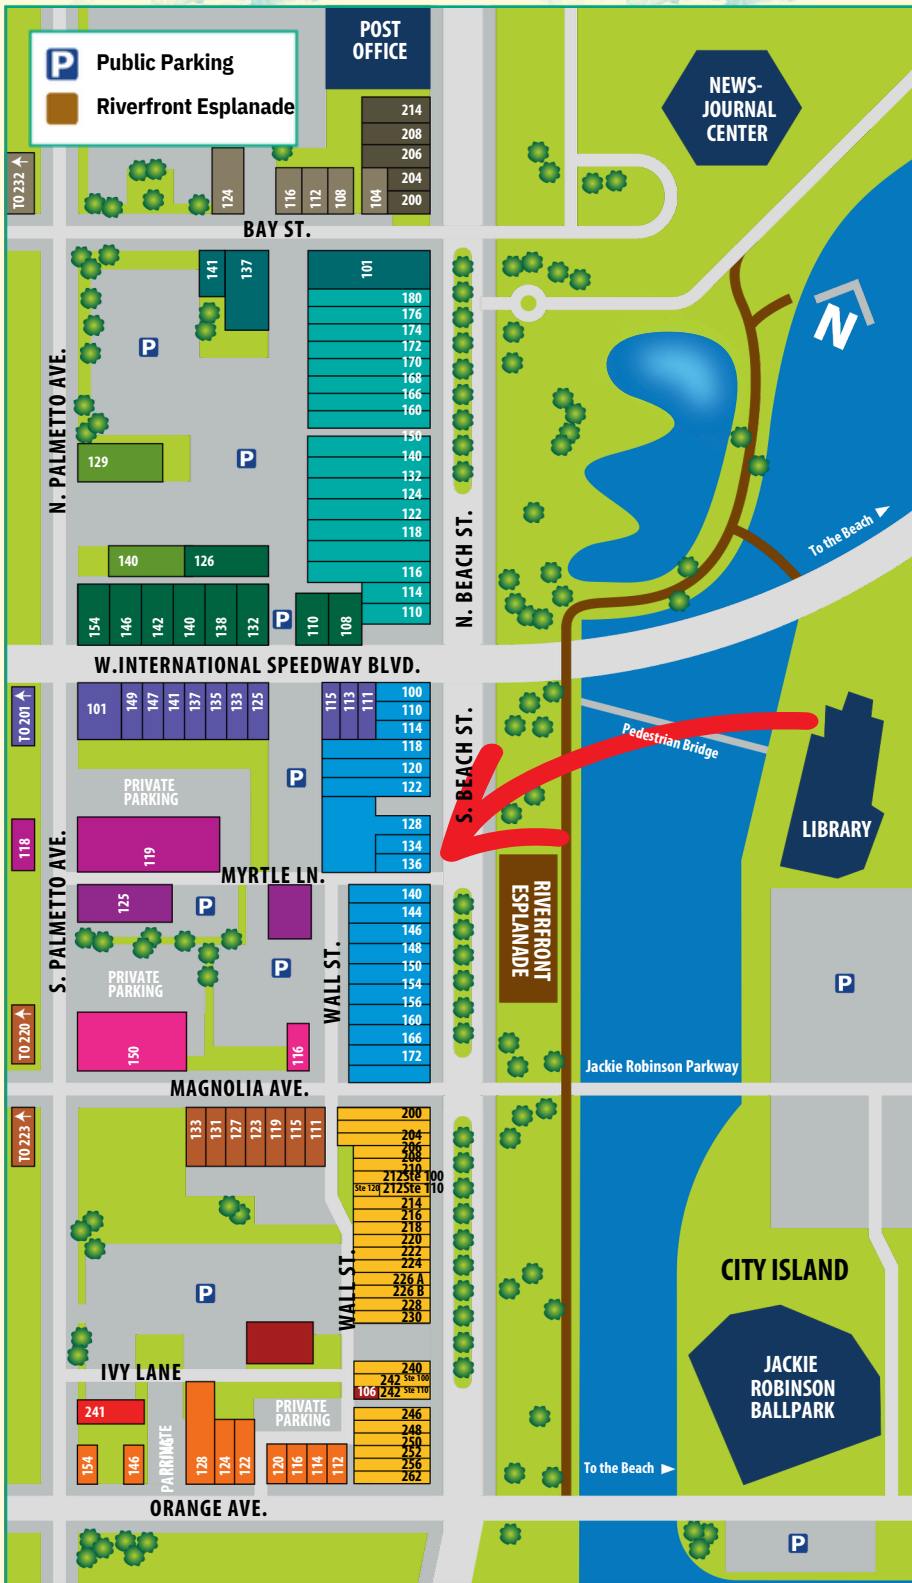 P Public Parking
Riverfront Esplanade
POST
OFFICE
NEWS-
JOURNAL
CENTER
214
208
206
204
200
104
TO 232
124
116
112
108
BAY ST.
141
137
101
180
176
174
172
170
168
166
160
150
140
132
124
122
118
116
114
110
P
N. PALMETTO AVE.
129
P
N
N. BEACH ST.
To the Beach
140
126
154
146
142
140
138
132
P
110
108
W.INTERNATIONAL SPEEDWAY BLVD.
TO 201
101
149
147
141
137
135
133
125
115
113
111
100
110
114
118
120
122
128
134
136
P
PRIVATE
PARKING
S. BEACH ST.
Pedestrian Bridge
LIBRARY
118
119
S. PALMETTO AVE.
MYRTLE LN.
125
P
RIVERFRONT
ESPLANADE
140
144
146
148
150
154
156
160
166
172
WALL ST.
P
PRIVATE
PARKING
P
TO 220
150
116
Jackie Robinson Parkway
MAGNOLIA AVE.
TO 223
133
131
127
123
119
115
111
200
204
206
208
210
212Ste 100
Ste 120
212Ste 110
214
216
218
220
222
224
226 A
226 B
228
230
WALL ST.
P
CITY ISLAND
JACKIE
ROBINSON
BALLPARK
IVY LANE
240
242 Ste 100
106
242 Ste 110
241
PRIVATE
PARKING
PRIVATE
PARKING
246
248
250
252
256
262
154
146
128
124
122
120
116
114
112
To the Beach
ORANGE AVE.
P